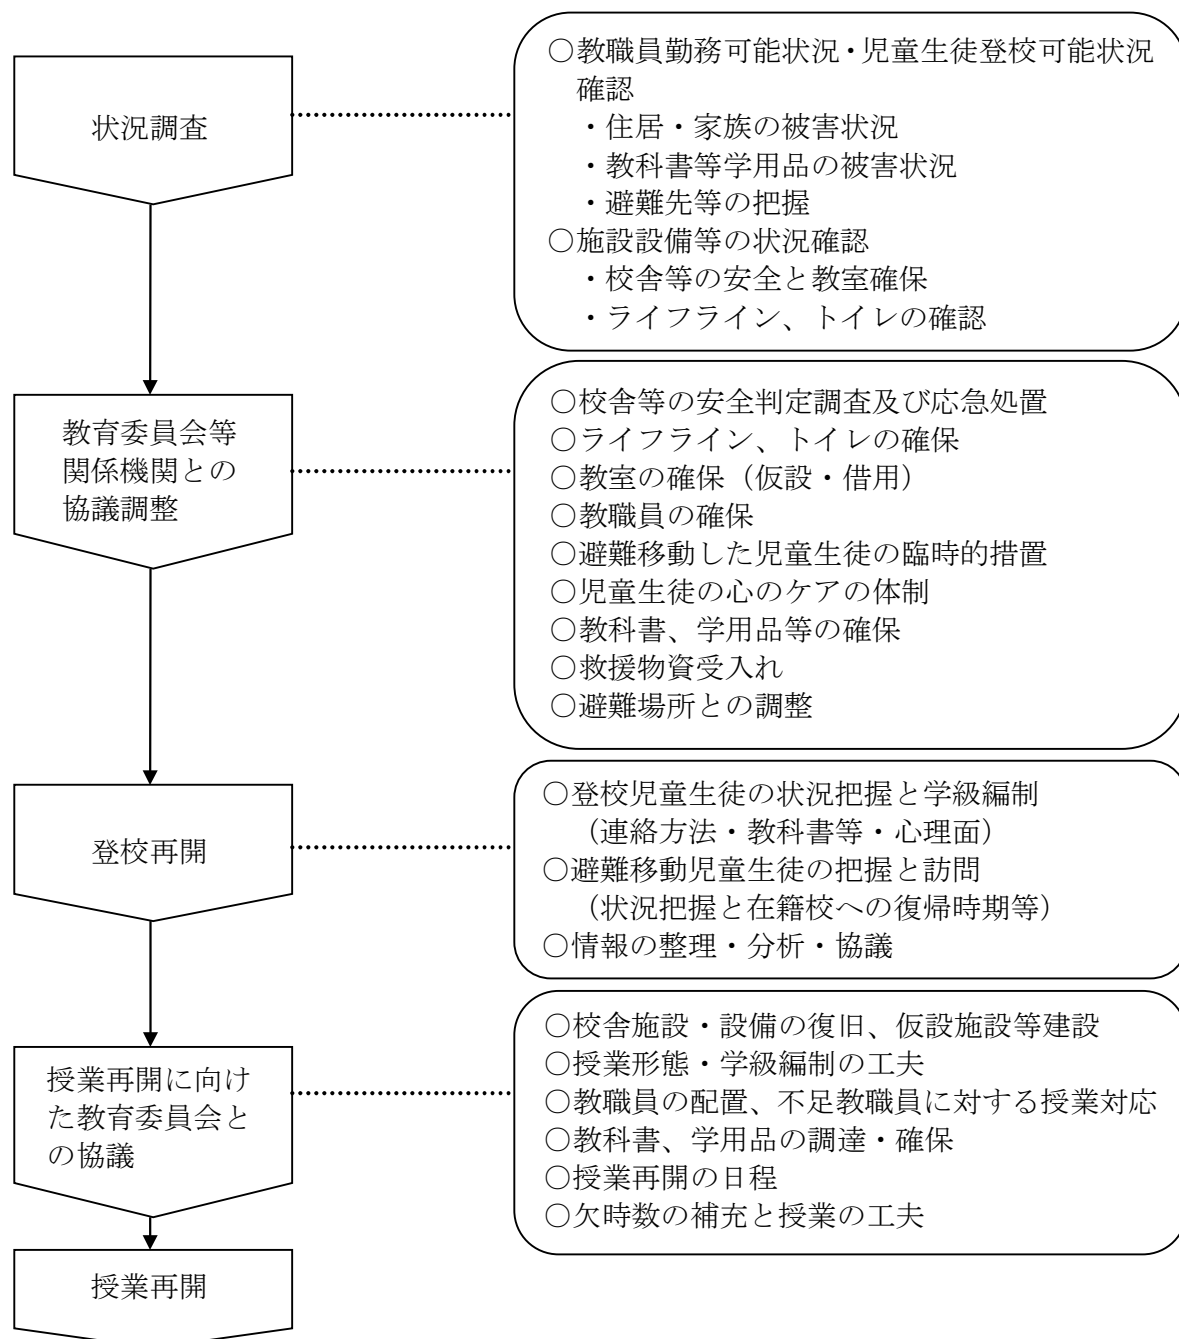 状況調査
○教職員勤務可能状況・児童生徒登校可能状況
確認
・住居・家族の被害状況
・教科書等学用品の被害状況
・避難先等の把握
○施設設備等の状況確認
・校舎等の安全と教室確保
・ライフライン、トイレの確認
教育委員会等
関係機関との
協議調整
○校舎等の安全判定調査及び応急処置
○ライフライン、トイレの確保
○教室の確保（仮設・借用）
○教職員の確保
○避難移動した児童生徒の臨時的措置
○児童生徒の心のケアの体制
○教科書、学用品等の確保
○救援物資受入れ
○避難場所との調整
登校再開
○登校児童生徒の状況把握と学級編制
（連絡方法・教科書等・心理面）
○避難移動児童生徒の把握と訪問
（状況把握と在籍校への復帰時期等）
○情報の整理・分析・協議
授業再開に向け
た教育委員会と
の協議
○校舎施設・設備の復旧、仮設施設等建設
○授業形態・学級編制の工夫
○教職員の配置、不足教職員に対する授業対応
○教科書、学用品の調達・確保
○授業再開の日程
○欠時数の補充と授業の工夫
授業再開